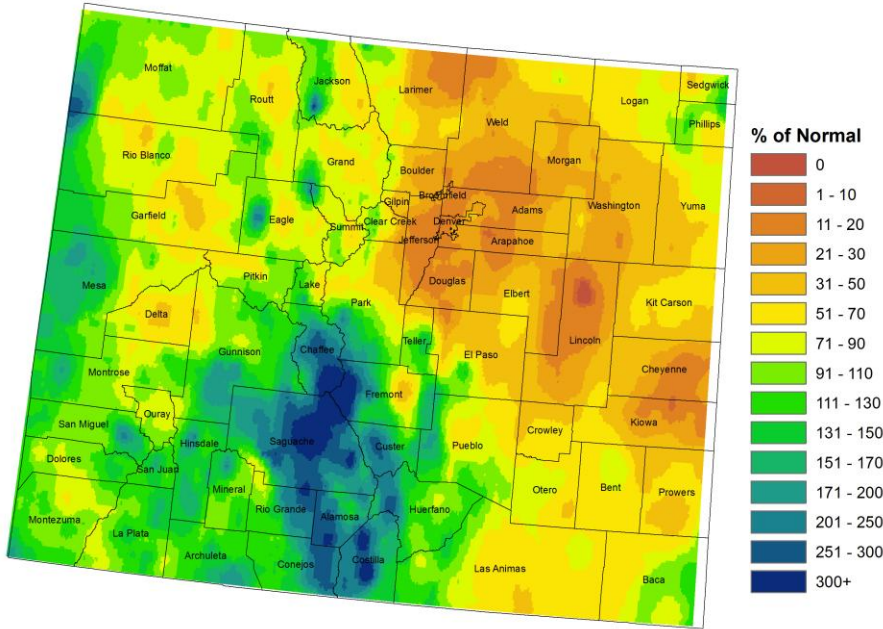 Moffat
Routt
Jackson
Larimer
Weld
Logan
Sedgwick
Phillips
Rio Blanco
Grand
Boulder
Morgan
Garfield
Eagle
Summit
Gilpin
Clear Creek
Broomfield
Denver
Jefferson
Adams
Arapahoe
Washington
Yuma
Mesa
Pitkin
Lake
Park
Douglas
Elbert
Kit Carson
Delta
Gunnison
Chaffee
Teller
El Paso
Lincoln
Cheyenne
Montrose
Ouray
Fremont
Kiowa
San Miguel
Hinsdale
Saguache
Custer
Pueblo
Crowley
Dolores
San Juan
Mineral
Rio Grande
Alamosa
Huerfano
Otero
Bent
Prowers
Montezuma
La Plata
Archuleta
Conejos
Costilla
Las Animas
Baca
% of Normal
0
1 - 10
11 - 20
21 - 30
31 - 50
51 - 70
71 - 90
91 - 110
111 - 130
131 - 150
151 - 170
171 - 200
201 - 250
251 - 300
300+